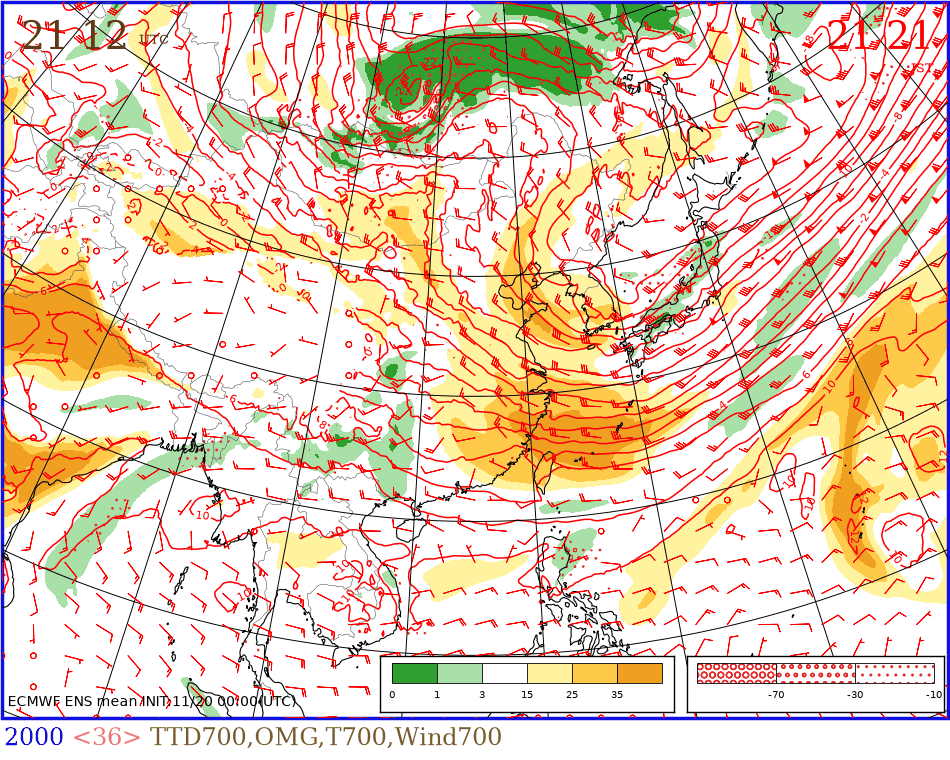 21 12 UTC
21 21 JST
ECMWF ENS mean INIT:11/20 00:00(UTC)
0 1 3 15 25 35
-70 -30 -10
2000 <36> TTD700,OMG,T700,Wind700